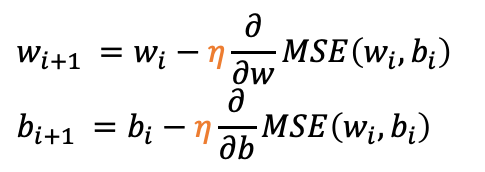 w_{i+1} = w_i − η ∂/∂w MSE(w_i, b_i)
b_{i+1} = b_i − η ∂/∂b MSE(w_i, b_i)